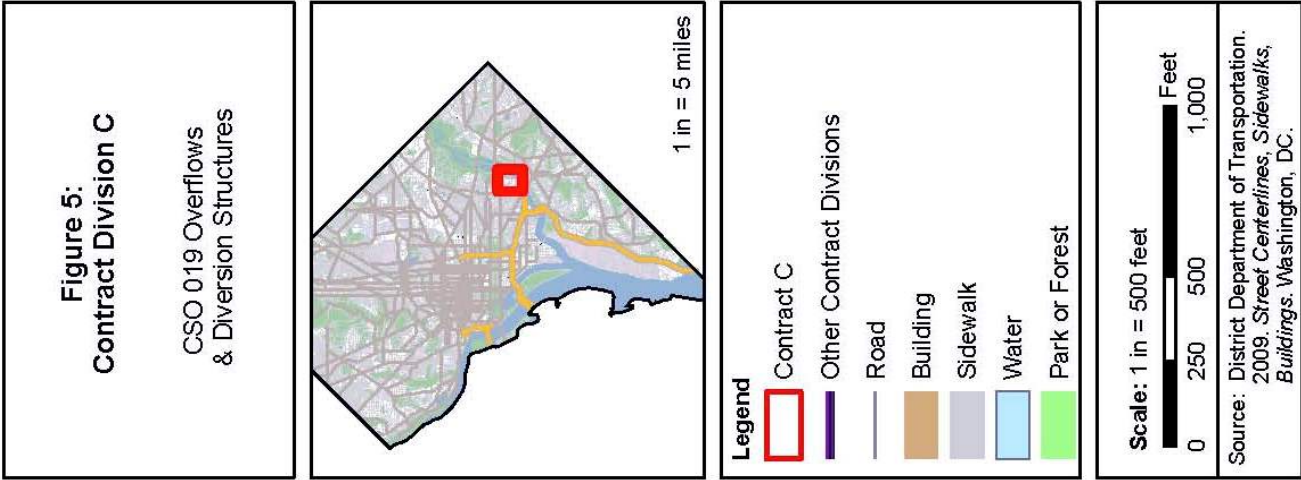 Figure 5:
Contract Division C
CSO 019 Overflows
& Diversion Structures
1 in = 5 miles
Legend
Contract C
Other Contract Divisions
Road
Building
Sidewalk
Water
Park or Forest
Scale: 1 in = 500 feet
Feet
0 250 500 1,000
Source: District Department of Transportation.
2009. Street Centerlines, Sidewalks,
Buildings. Washington, DC.